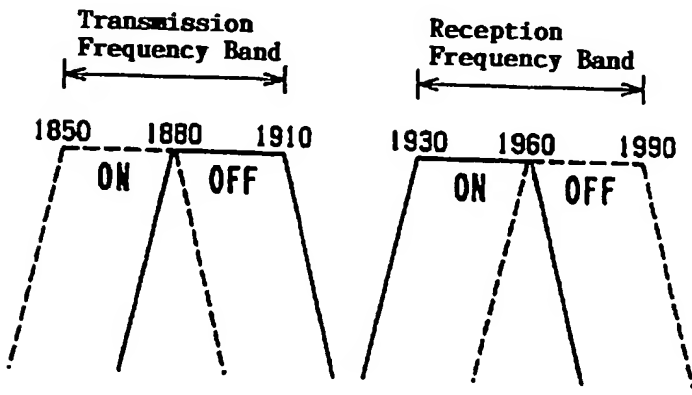 Transmission
Frequency Band
Reception
Frequency Band
1850 1880 1910
1930 1960 1990
ON OFF
ON OFF